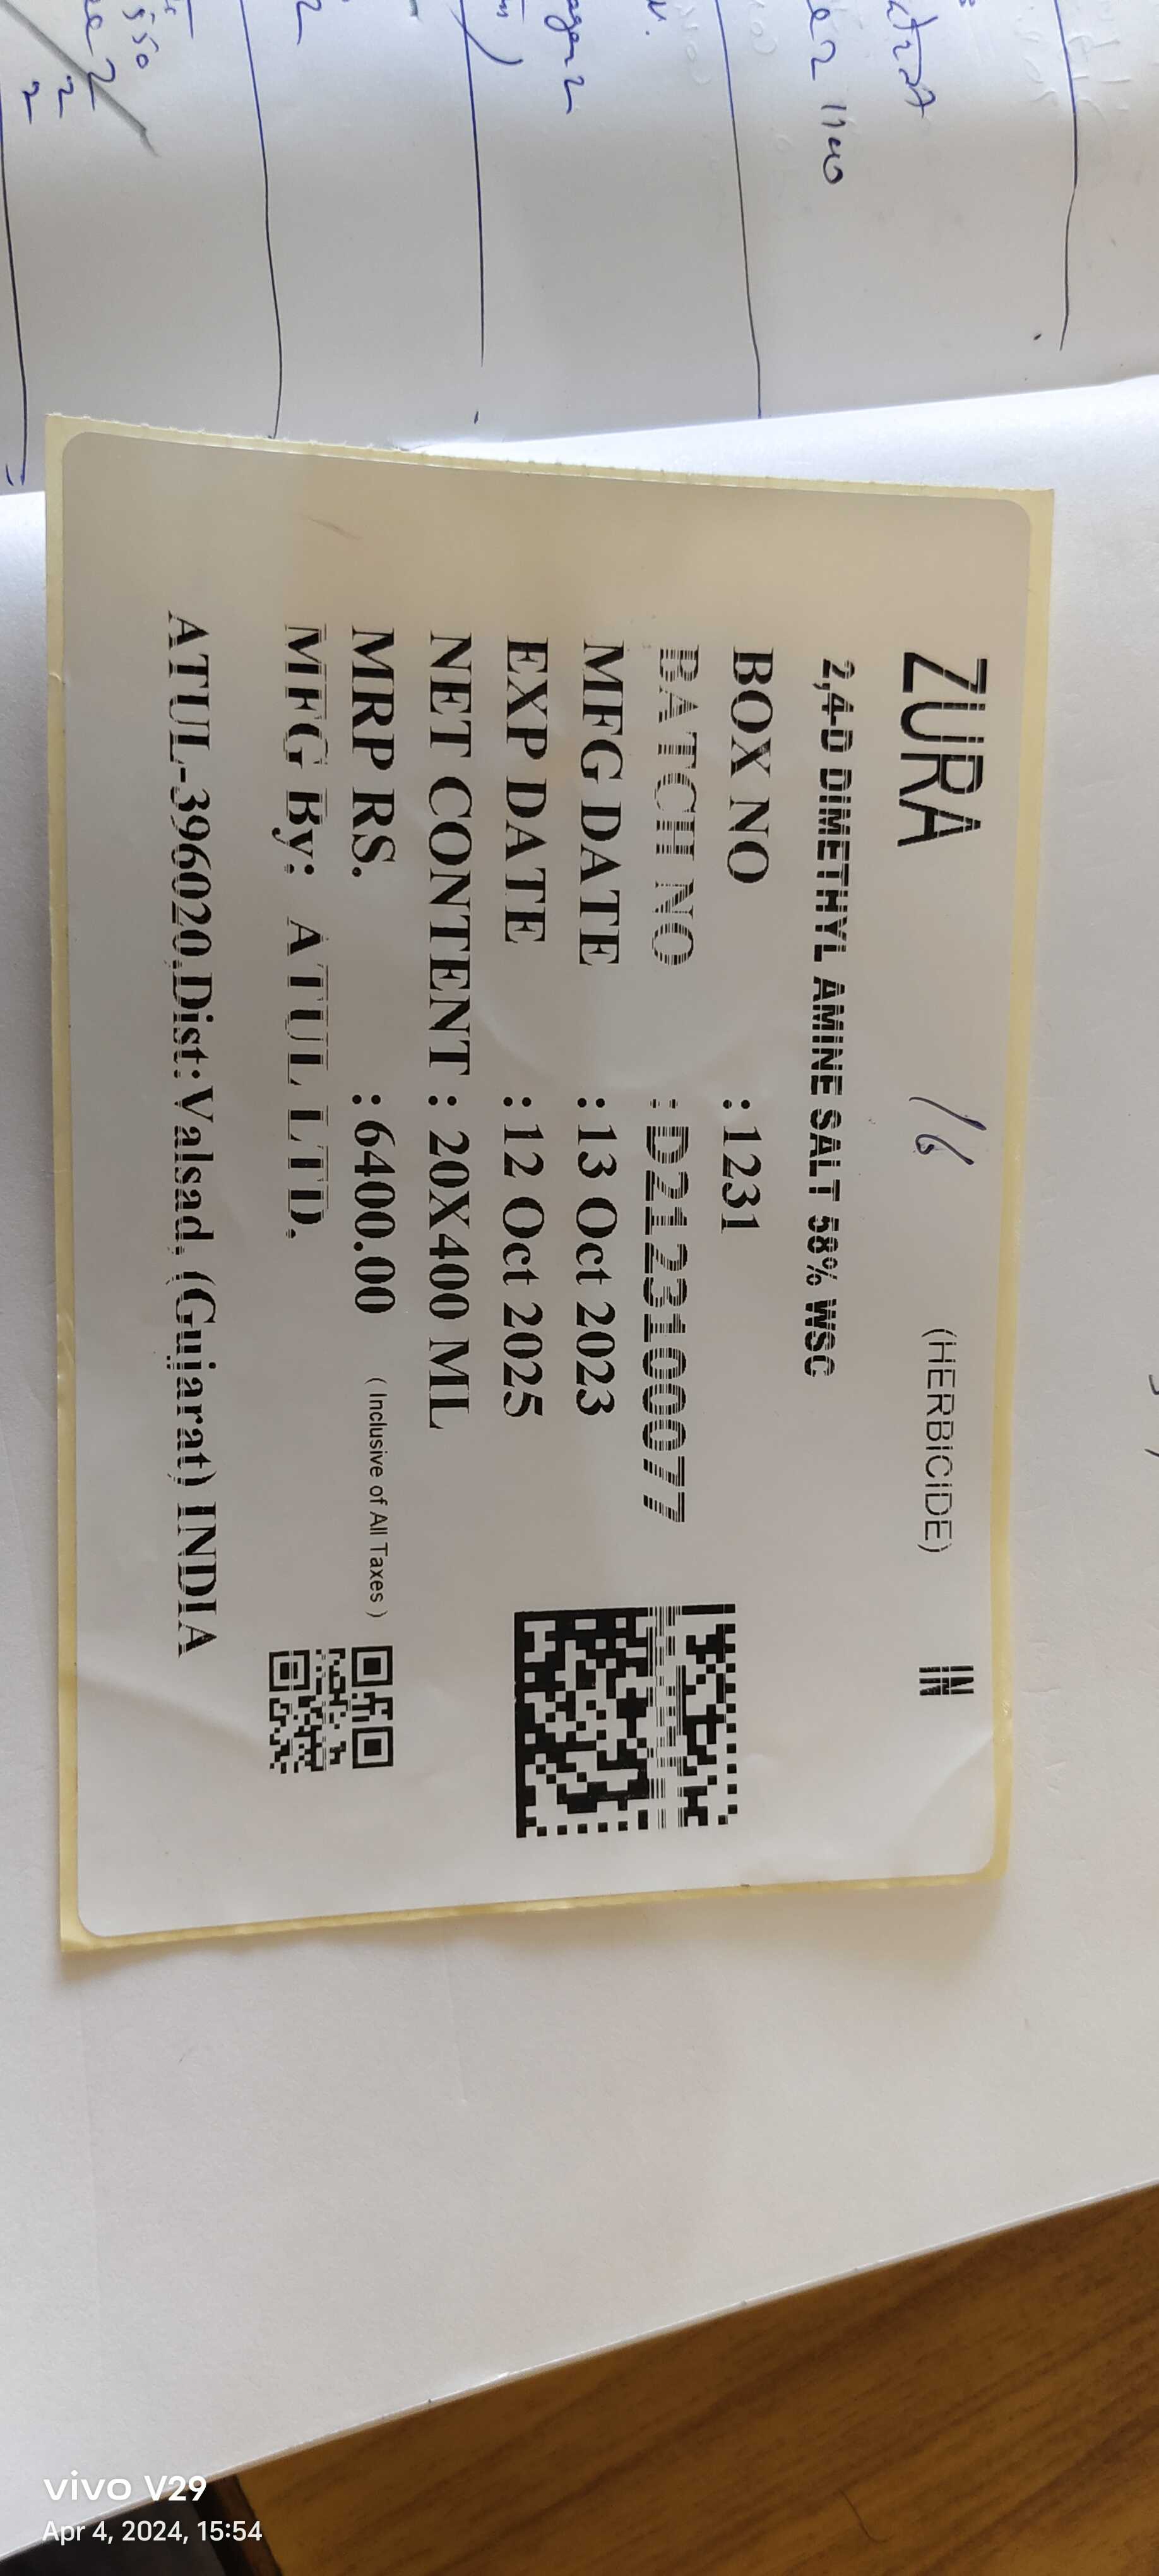 ZURA 16 (HERBICIDE) IN
2,4-D DIMETHYL AMINE SALT 58% WSC
BOX NO :1231
BATCH NO :D2123100077
MFG DATE :13 Oct 2023
EXP DATE :12 Oct 2025
NET CONTENT : 20X400 ML
MRP RS. :6400.00 ( Inclusive of All Taxes )
MFG By: ATUL LTD.
ATUL-396020,Dist:Valsad, (Gujarat) INDIA
vivo V29
Apr 4, 2024, 15:54